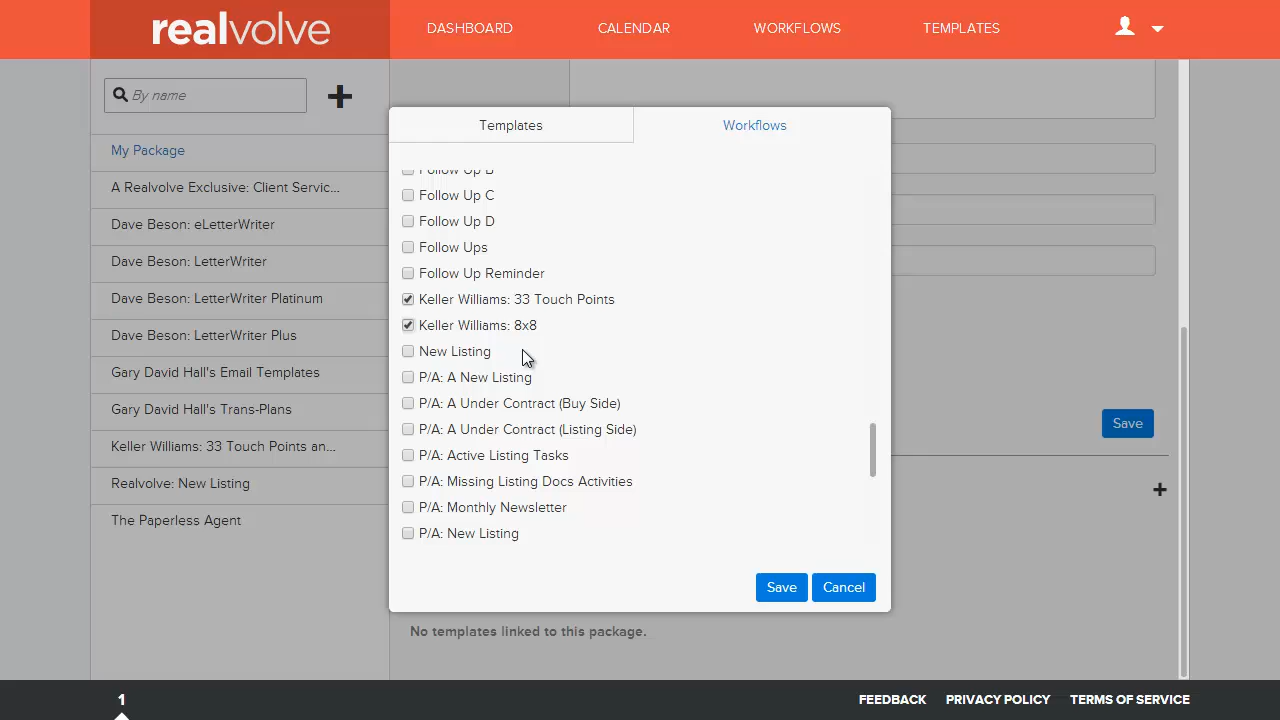 realvolve
DASHBOARD
CALENDAR
WORKFLOWS
TEMPLATES
By name
My Package
A Realvolve Exclusive: Client Servic...
Dave Beson: eLetterWriter
Dave Beson: LetterWriter
Dave Beson: LetterWriter Platinum
Dave Beson: LetterWriter Plus
Gary David Hall's Email Templates
Gary David Hall's Trans-Plans
Keller Williams: 33 Touch Points an...
Realvolve: New Listing
The Paperless Agent
Templates
Workflows
Follow Up B
Follow Up C
Follow Up D
Follow Ups
Follow Up Reminder
Keller Williams: 33 Touch Points
Keller Williams: 8x8
New Listing
P/A: A New Listing
P/A: A Under Contract (Buy Side)
P/A: A Under Contract (Listing Side)
P/A: Active Listing Tasks
P/A: Missing Listing Docs Activities
P/A: Monthly Newsletter
P/A: New Listing
Save
Cancel
Save
No templates linked to this package.
1
FEEDBACK
PRIVACY POLICY
TERMS OF SERVICE